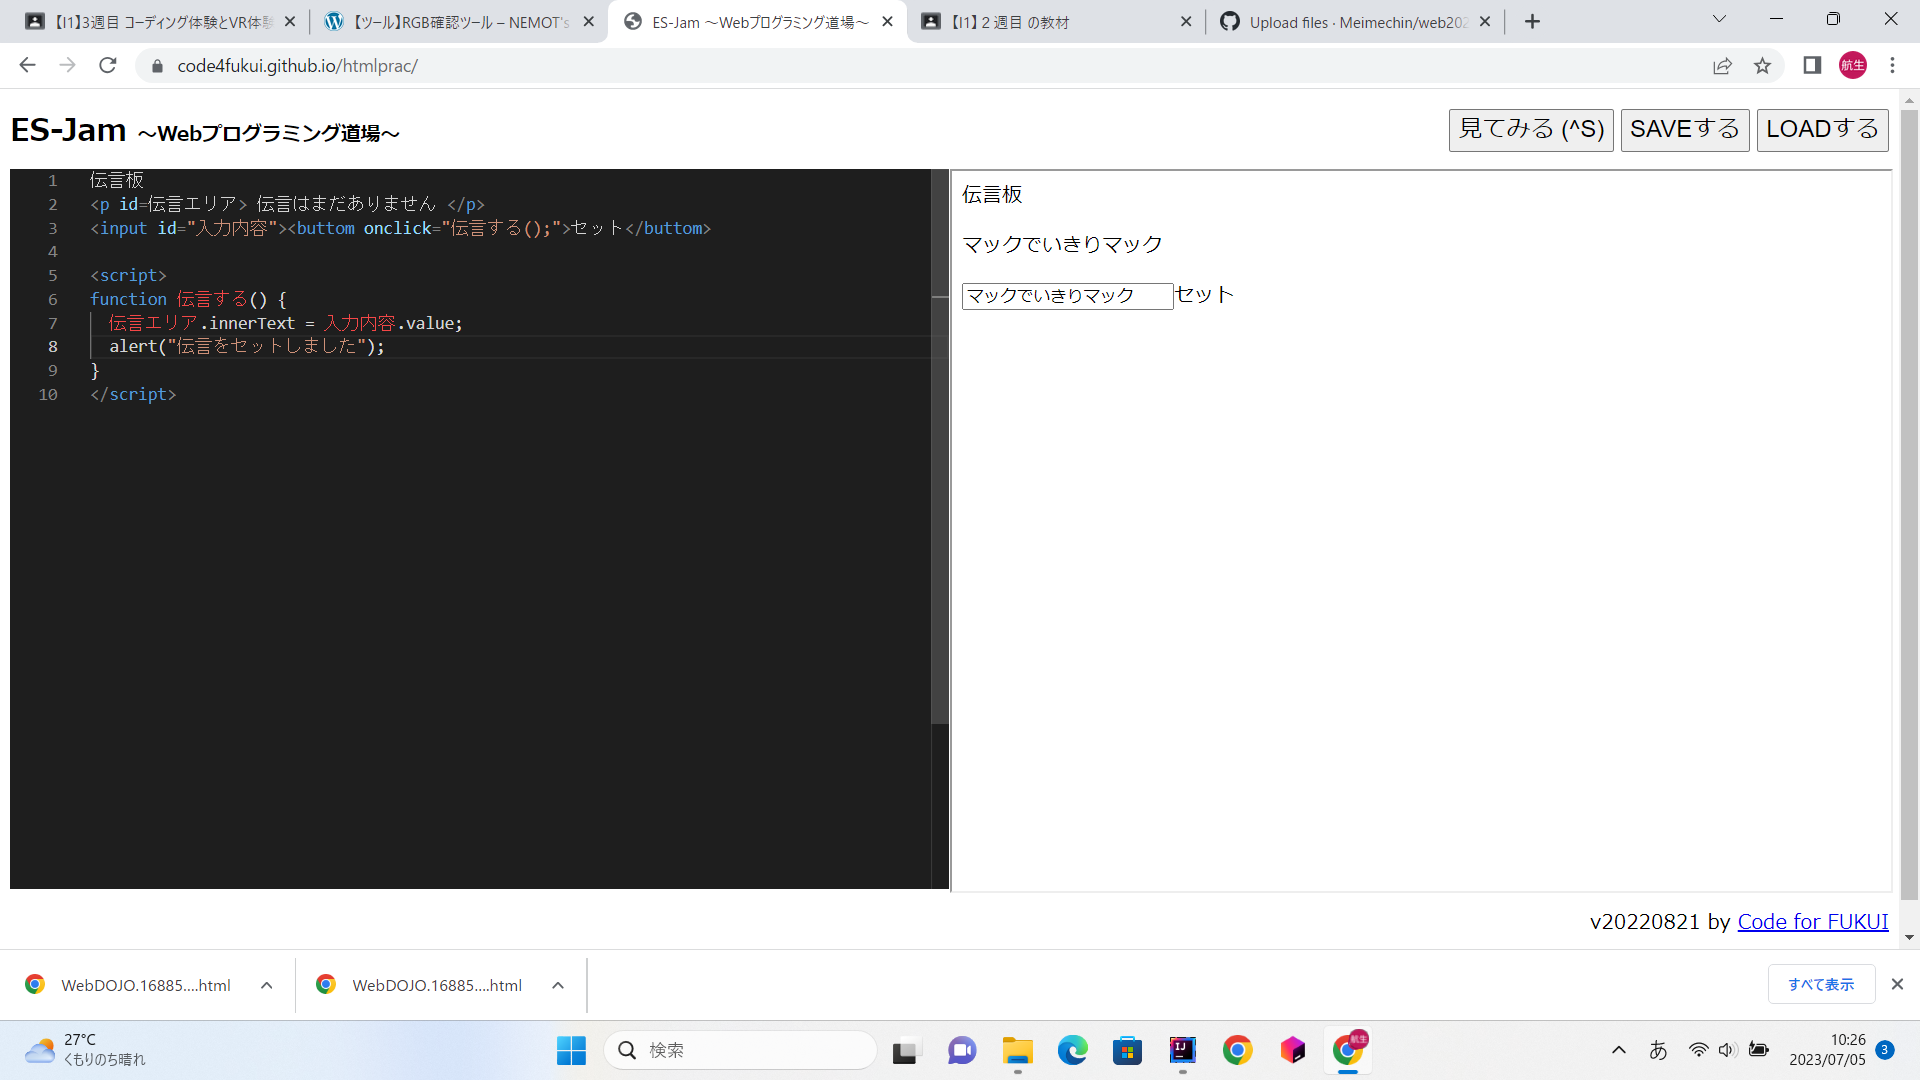 【I1】3週目 コーディング体験とVR体験
【ツール】RGB確認ツール – NEMOT's
ES-Jam ～Webプログラミング道場～
【I1】２週目 の教材
Upload files · Meimechin/web202
code4fukui.github.io/htmlprac/
航生
ES-Jam ～Webプログラミング道場～
見てみる (^S)
SAVEする
LOADする
1 伝言板
2 <p id=伝言エリア> 伝言はまだありません </p>
3 <input id="入力内容"><buttom onclick="伝言する();">セット</buttom>
4
5 <script>
6 function 伝言する() {
7 伝言エリア.innerText = 入力内容.value;
8 alert("伝言をセットしました");
9 }
10 </script>
伝言板
マックでいきりマック
マックでいきりマック セット
v20220821 by Code for FUKUI
WebDOJO.16885....html
WebDOJO.16885....html
すべて表示
27°C
くもりのち晴れ
検索
IJ
航生
あ
10:26
2023/07/05
3